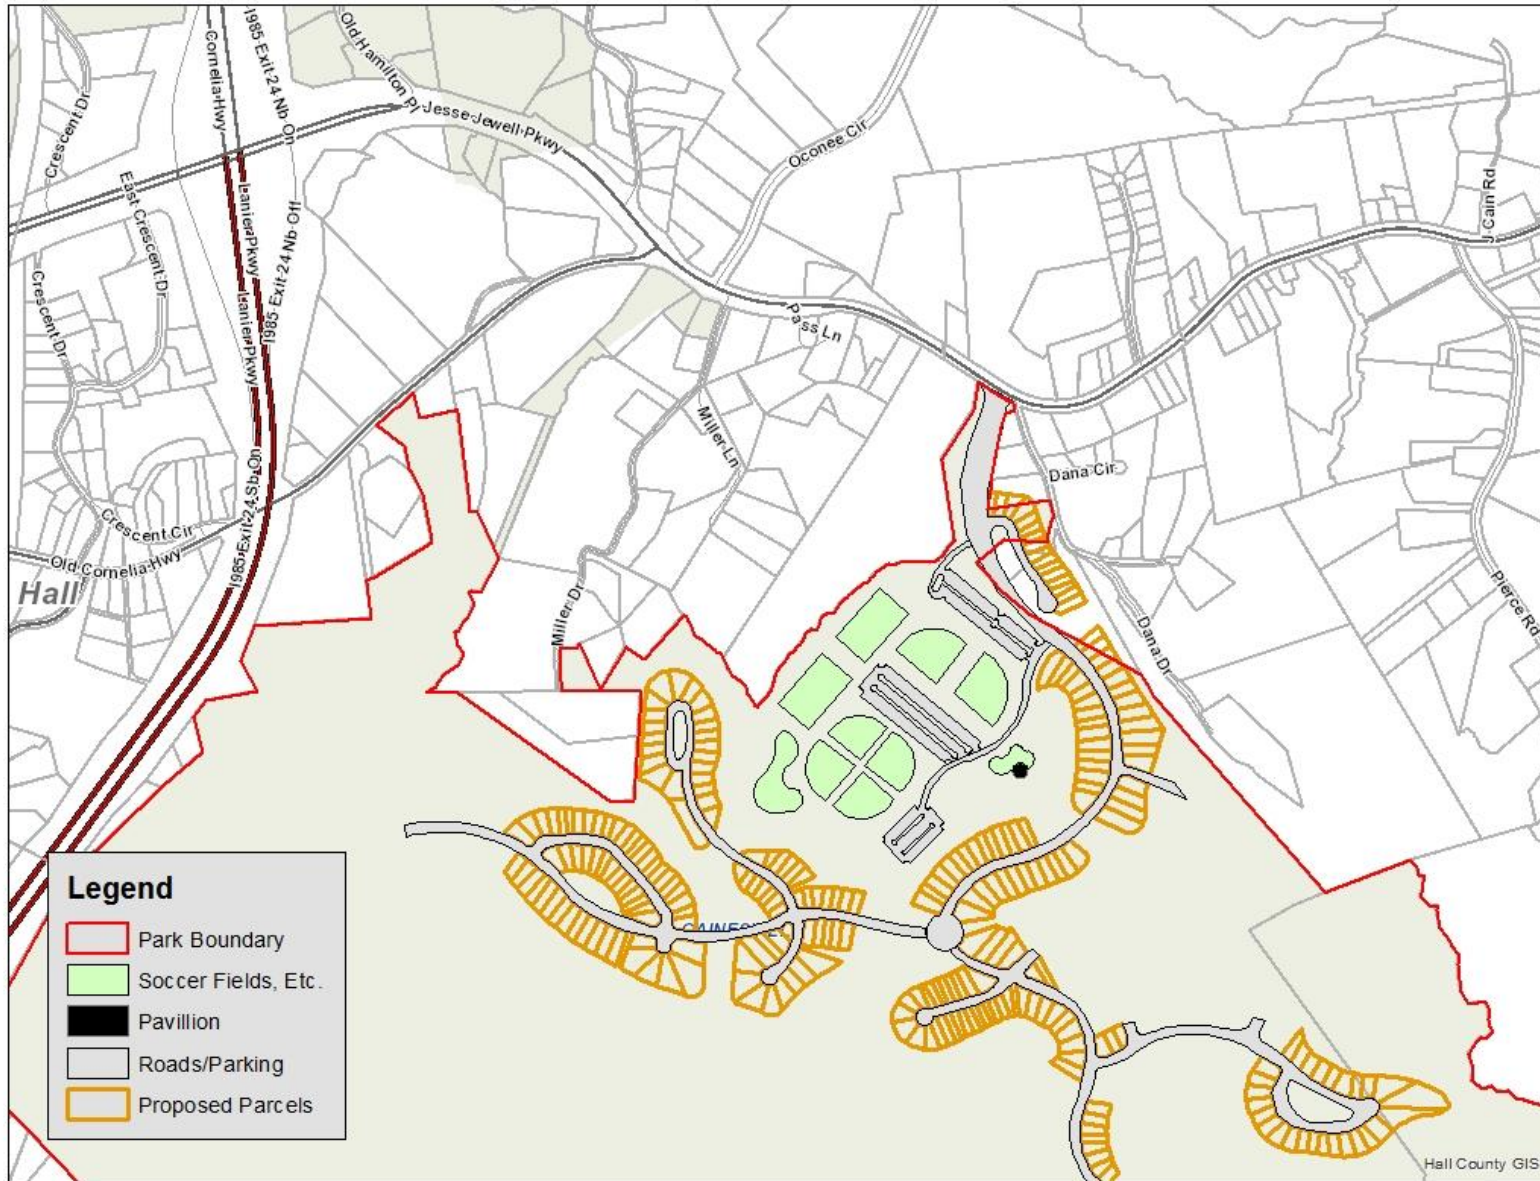 Crescent Dr
Cornelia Hwy
I985 Exit 24 Nb On
Old Hamilton Pl
Jesse Jewell Pkwy
Oconee Cir
J Cain Rd
East Crescent Dr
Lanier Pkwy
I985 Exit 24 Nb Off
Crescent Dr
Lanier Pkwy
Pass Ln
Miller Ln
Dana Cir
I985 Exit 24 Sb On
Crescent Cir
Old Cornelia Hwy
Hall
Miller Dr
Dana Dr
Pierce Rd
Legend
Park Boundary
Soccer Fields, Etc.
Pavillion
Roads/Parking
Proposed Parcels
Hall County GIS